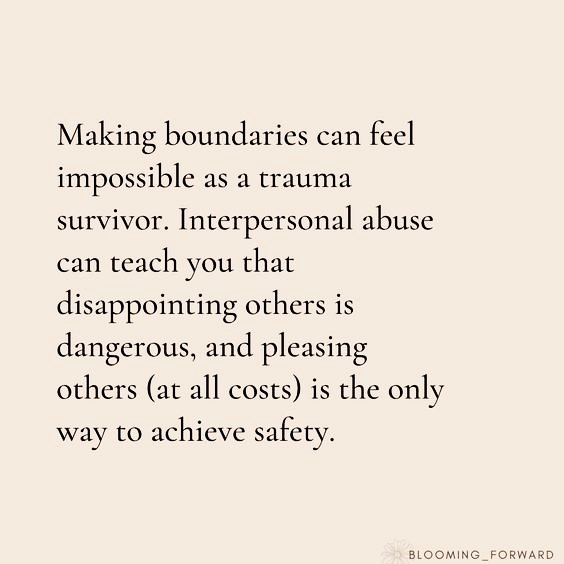 Making boundaries can feel
impossible as a trauma
survivor. Interpersonal abuse
can teach you that
disappointing others is
dangerous, and pleasing
others (at all costs) is the only
way to achieve safety.
BLOOMING_FORWARD